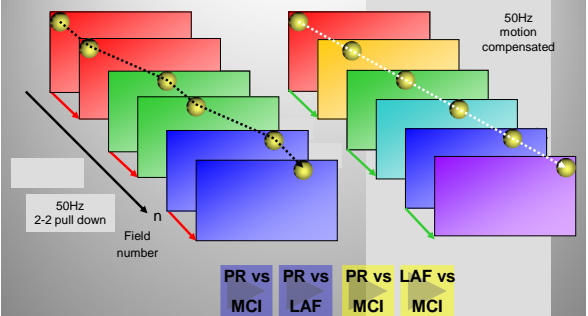 50Hz
motion
compensated
50Hz
2-2 pull down
n
Field
number
PR vs
MCI
PR vs
LAF
PR vs
MCI
LAF vs
MCI